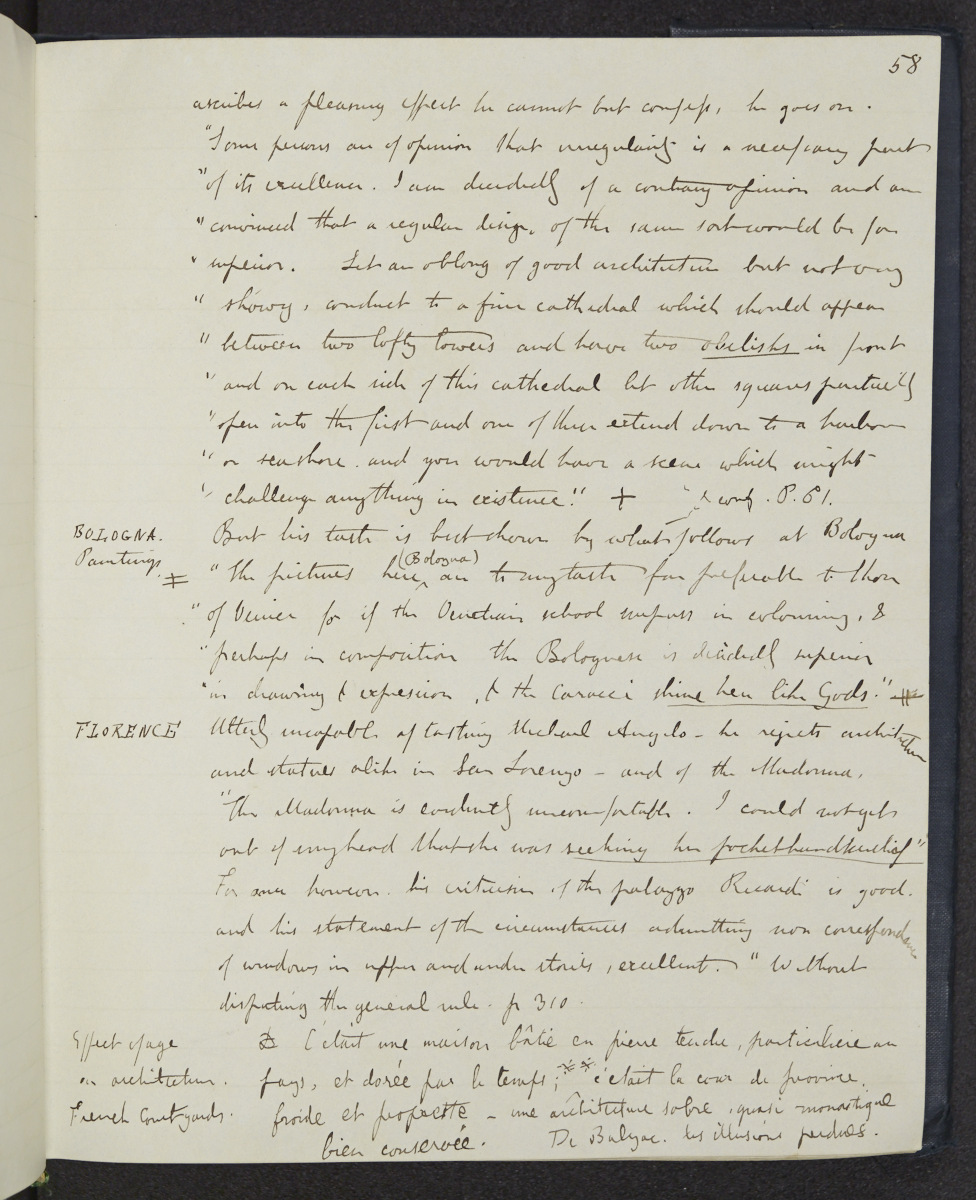 58
ascribes a pleasing effect he cannot but confess, he goes on.
"Some persons are of opinion that irregularity is a necessary part
"of its excellence. I am decidedly of a contrary opinion and am
"convinced that a regular design of the same sort would be far
"superior. Let an oblong of good architecture but not very
"showy, conduct to a fine cathedral which should appear
"between two lofty towers and have two obelisks in front
"and on each side of this cathedral let other squares partially
"open into the first and one of these extend down to a harbour
"or sea shore. and you would have a scene which might
"challenge anything in existence." + & cont. P. 61.
BOLOGNA. But his taste is best shown by what follows at Bologna
Paintings. # "The pictures here (Bologna) are to my taste far preferable to those
"of Venice for if the Venetian school surpass in colouring, &
"perhaps in composition the Bolognese is decidedly superior
"in drawing & expression, & the Caracci shine here like Gods." #
FLORENCE Utterly incapable of tasting Michael Angelo - he rejects architecture
and statues alike in San Lorenzo - and of the Madonna,
"The Madonna is evidently uncomfortable. I could not get
out of my head that she was seeking her pockethandkerchief"
For once however his criticism of the palazzo Ricardi is good.
and his statement of the circumstances admitting non correspondence
of windows in upper and under stories, excellent. "Without
disputing the general rule. p 310.
Effect of age C'était une maison bâtie en pierre tendre, particulière au
on architecture. pays, et dorée par le temps; ** c'était la cour de province,
French Courtyards. froide et proprette - une architecture sobre, quasi monastique
bien conservée. De Balzac. les illusions perdues.